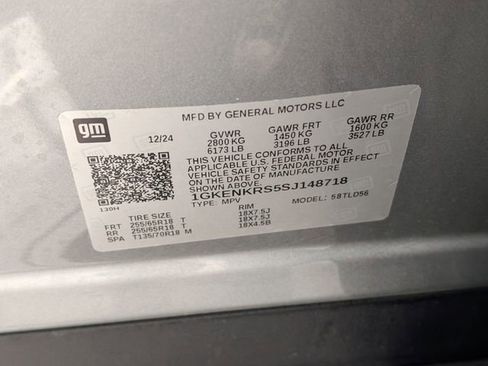 gm
MFD BY GENERAL MOTORS LLC
12/24 GVWR GAWR FRT GAWR RR
2800 KG 1450 KG 1600 KG
6173 LB 3196 LB 3527 LB
THIS VEHICLE CONFORMS TO ALL
APPLICABLE U.S. FEDERAL MOTOR
VEHICLE SAFETY STANDARDS IN EFFECT
ON THE DATE OF MANUFACTURE
1GKENKRS5SJ148718
TYPE: MPV MODEL: 58TLD56
TIRE SIZE RIM
FRT 255/65R18 T 18X7.5J
RR 255/65R18 T 18X7.5J
SPA T135/70R18 M 18X4.5B